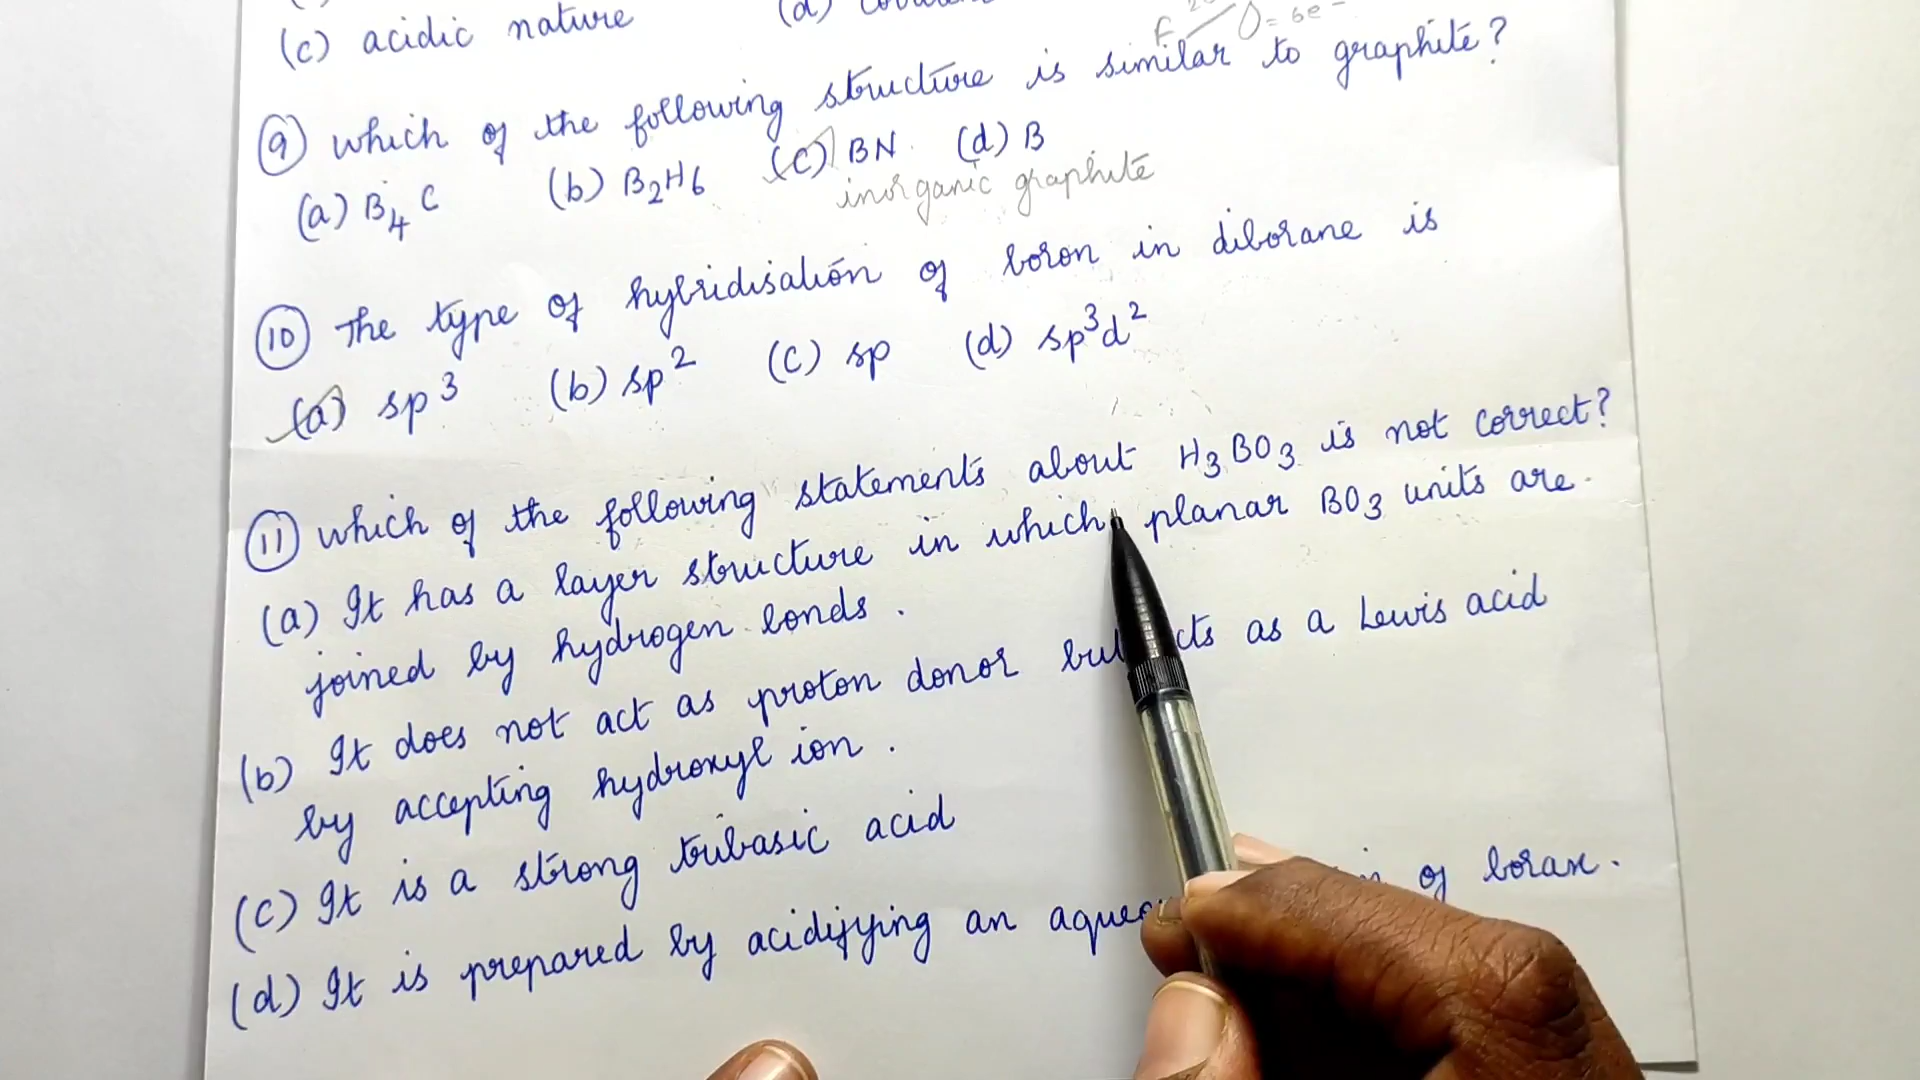 (c) acidic nature (d)
F O = 6e-
(9) which of the following structure is similar to graphite?
(a) B4C (b) B2H6 (c) BN (d) B
inorganic graphite
(10) The type of hybridisation of boron in diborane is
(a) sp3 (b) sp2 (c) sp (d) sp3d2
(11) which of the following statements about H3BO3 is not correct?
(a) It has a layer structure in which planar BO3 units are
joined by hydrogen bonds.
(b) It does not act as proton donor but acts as a Lewis acid
by accepting hydroxyl ion.
(c) It is a strong tribasic acid
(d) It is prepared by acidifying an of borax.